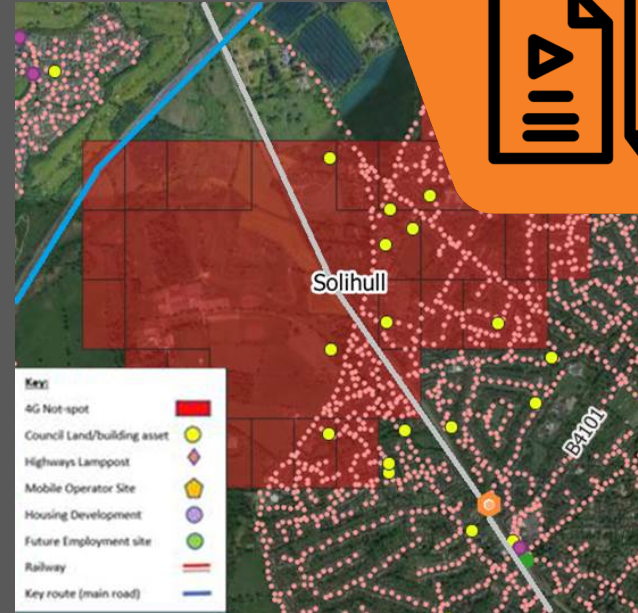 Solihull
B4101
Key:
4G Not-spot
Council Land/building asset
Highways Lamppost
Mobile Operator Site
Housing Development
Future Employment site
Railway
Key route (main road)